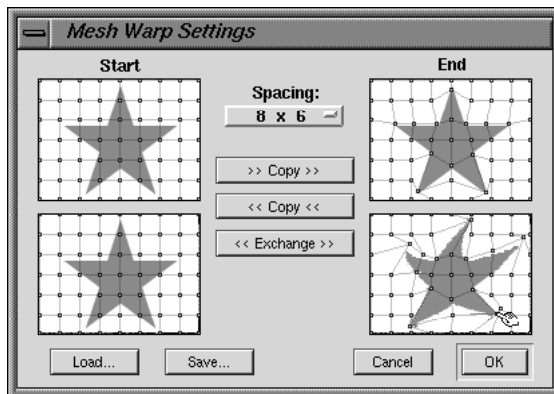 Mesh Warp Settings
Start
End
Spacing:
8 x 6
>> Copy >>
<< Copy <<
<< Exchange >>
Load...
Save...
Cancel
OK